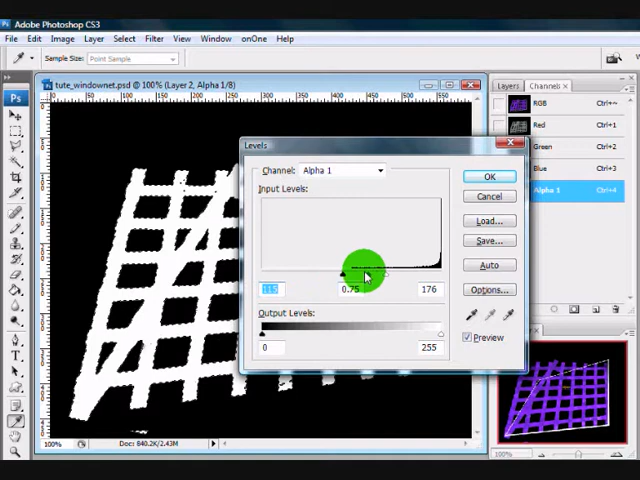 Ps Adobe Photoshop CS3
File Edit Image Layer Select Filter View Window onOne Help
Sample Size: Point Sample
tute_windownet.psd @ 100% (Layer 2, Alpha 1/8)
Layers Channels
RGB Ctrl+~
Red Ctrl+1
Green Ctrl+2
Blue Ctrl+3
Alpha 1 Ctrl+4
Levels
Channel: Alpha 1
Input Levels:
115 0.75 176
Output Levels:
0 255
OK
Cancel
Load...
Save...
Auto
Options...
Preview
100% Doc: 840.2K/2.43M
100%